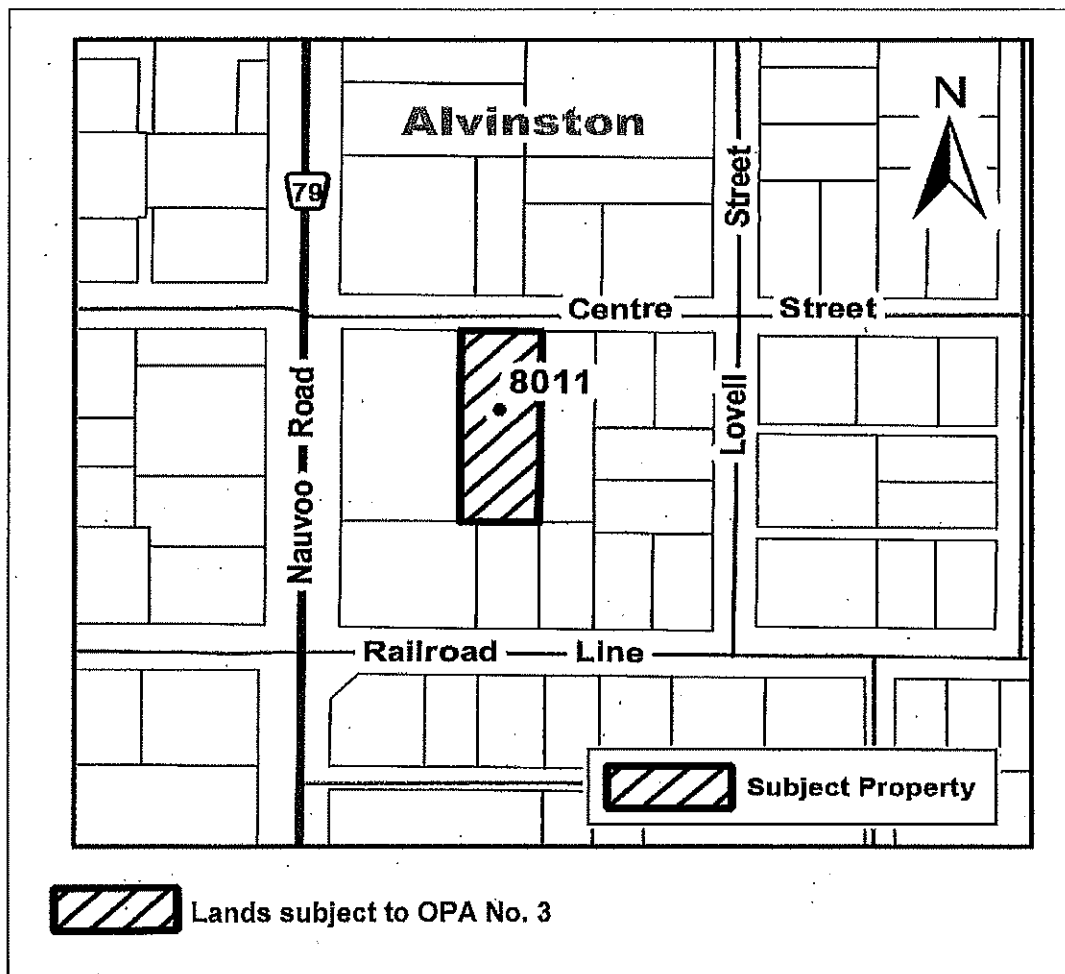 Alvinston
N
79
Street
Centre Street
8011
Nauvoo Road
Lovell
Railroad Line
Subject Property
Lands subject to OPA No. 3